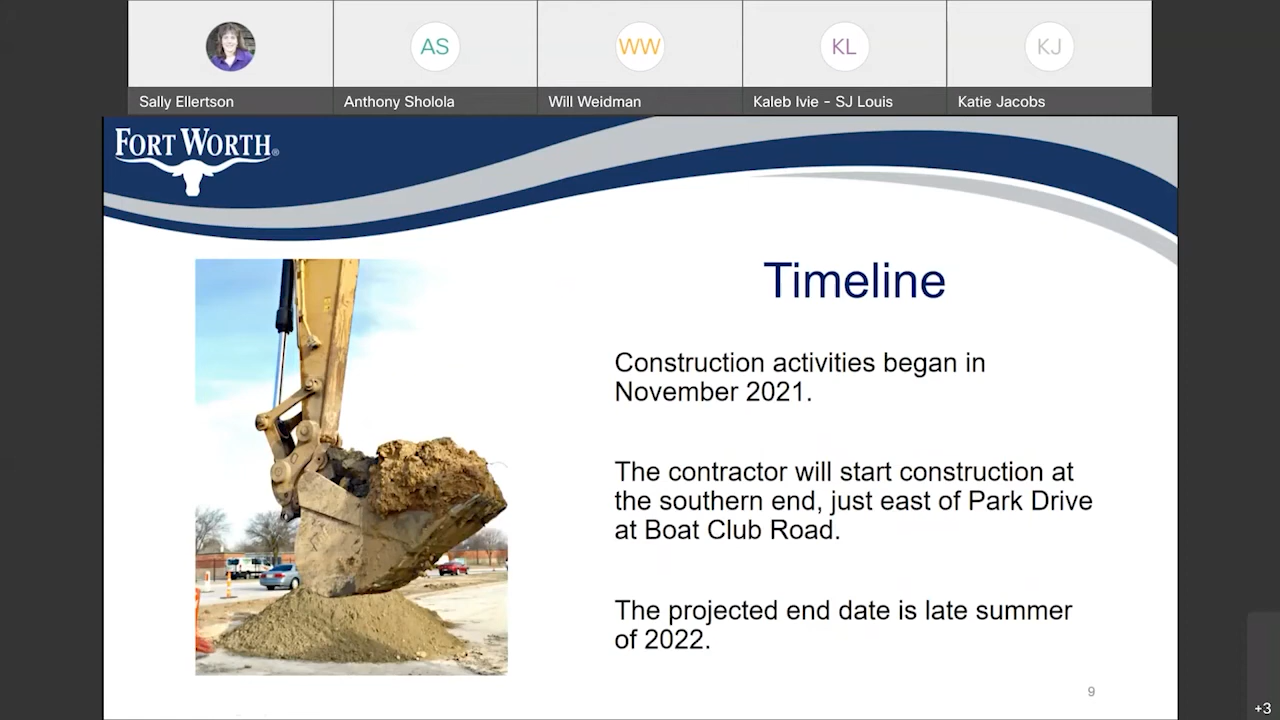 AS
WW
KL
KJ
Sally Ellertson
Anthony Sholola
Will Weidman
Kaleb Ivie - SJ Louis
Katie Jacobs
FORT WORTH®
Timeline
Construction activities began in
November 2021.
The contractor will start construction at
the southern end, just east of Park Drive
at Boat Club Road.
The projected end date is late summer
of 2022.
9
+3